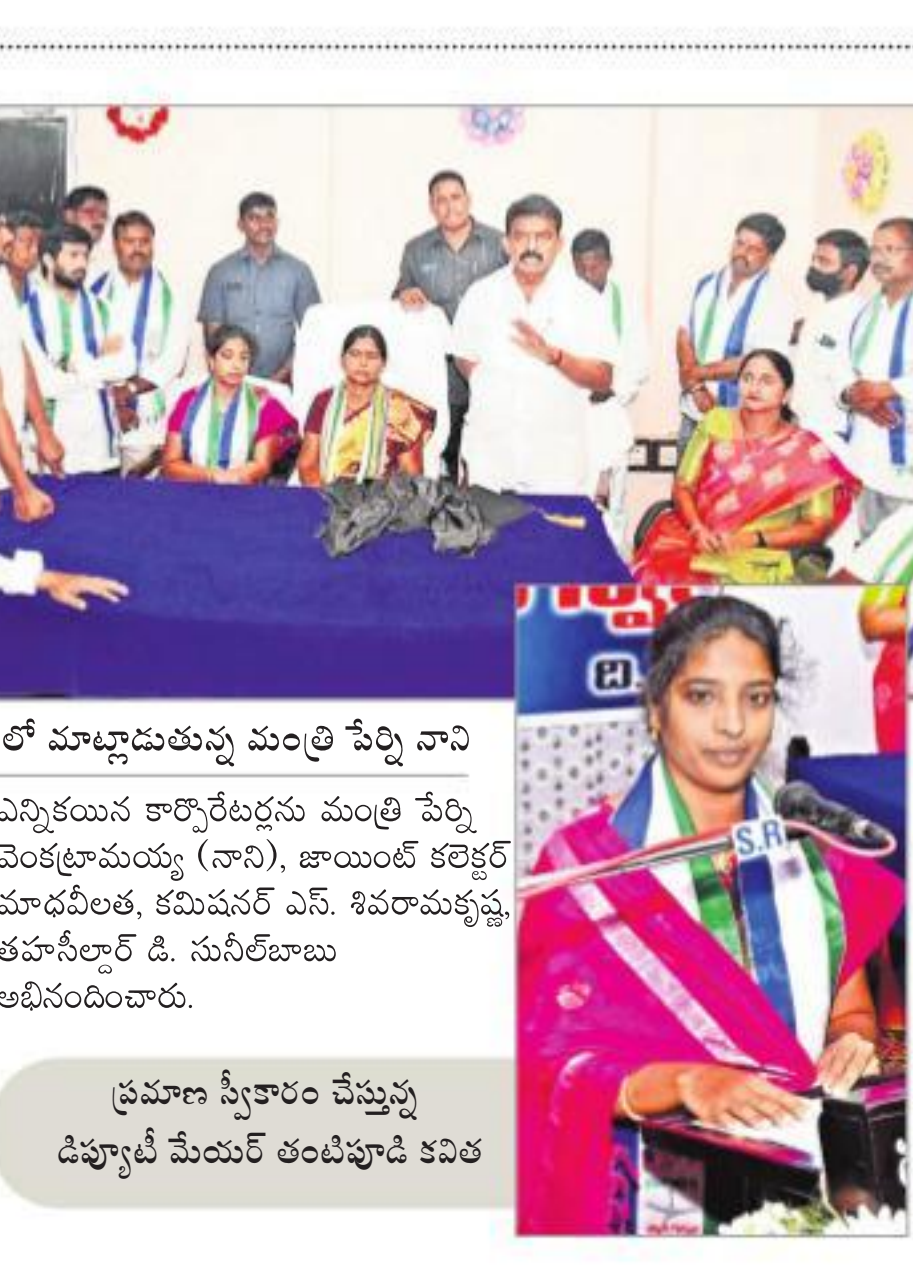 లో మాట్లాడుతున్న మంత్రి పేర్ని నాని
ఎన్నికయిన కార్పొరేటర్లను మంత్రి పేర్ని
వెంకట్రామయ్య (నాని), జాయింట్ కలెక్టర్
మాధవీలత, కమిషనర్ ఎస్. శివరామకృష్ణ,
తహసీల్దార్ డి. సునీల్‌బాబు
అభినందించారు.
ది.
S.R
ప్రమాణ స్వీకారం చేస్తున్న
డిప్యూటీ మేయర్ తంటిపూడి కవిత